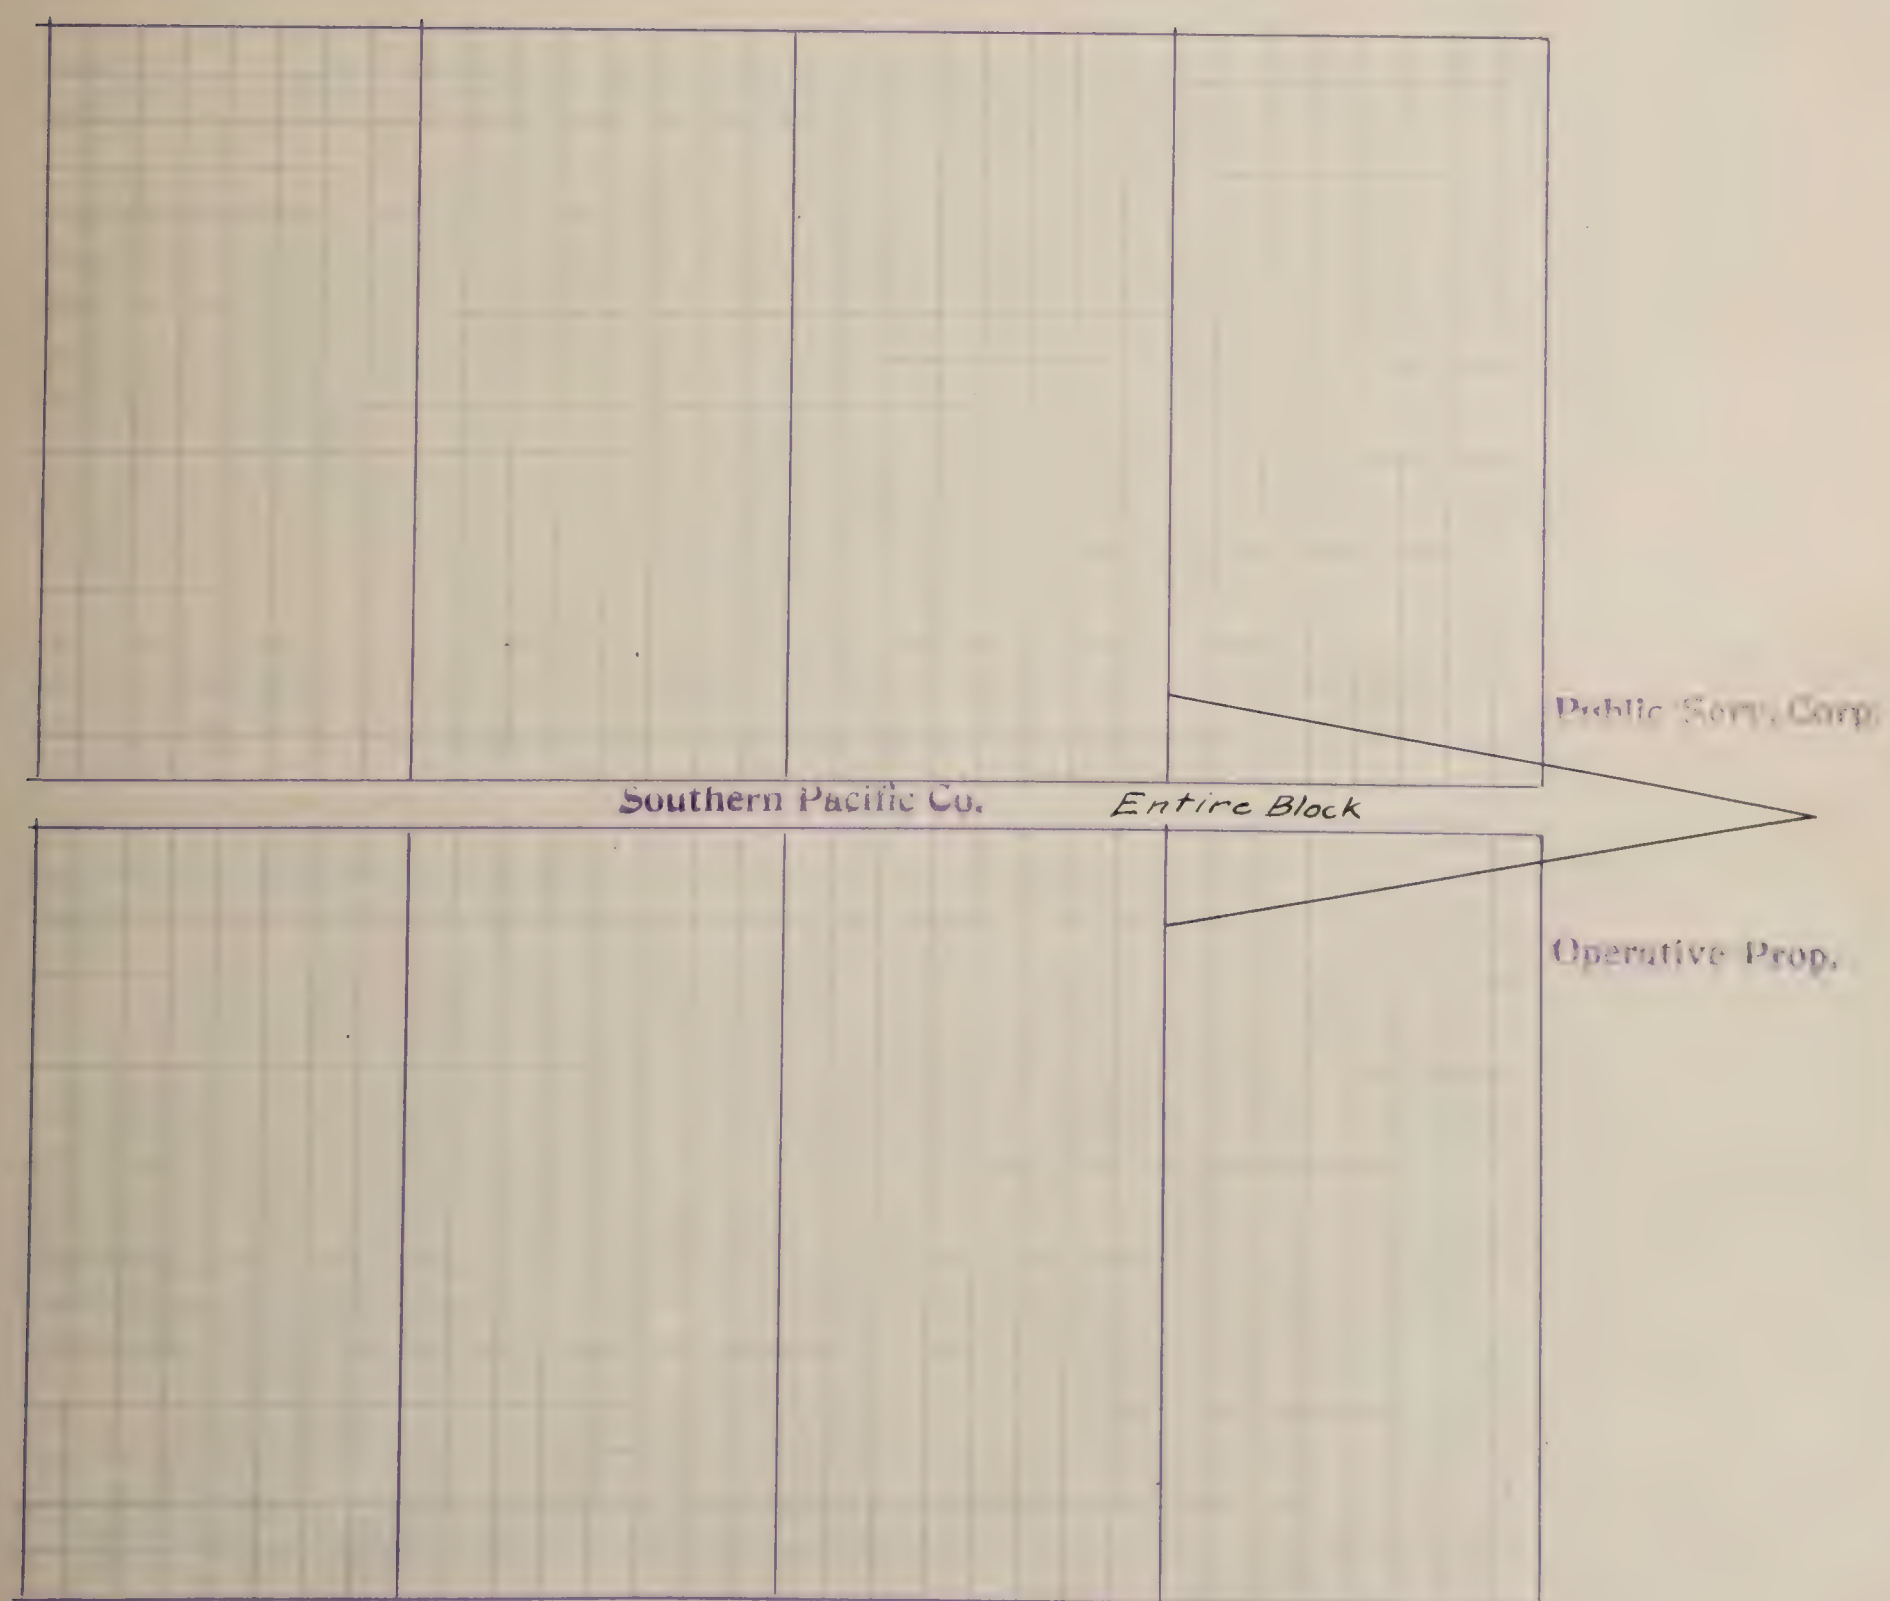 Public Serv. Corp.
Southern Pacific Co. Entire Block
Operative Prop.